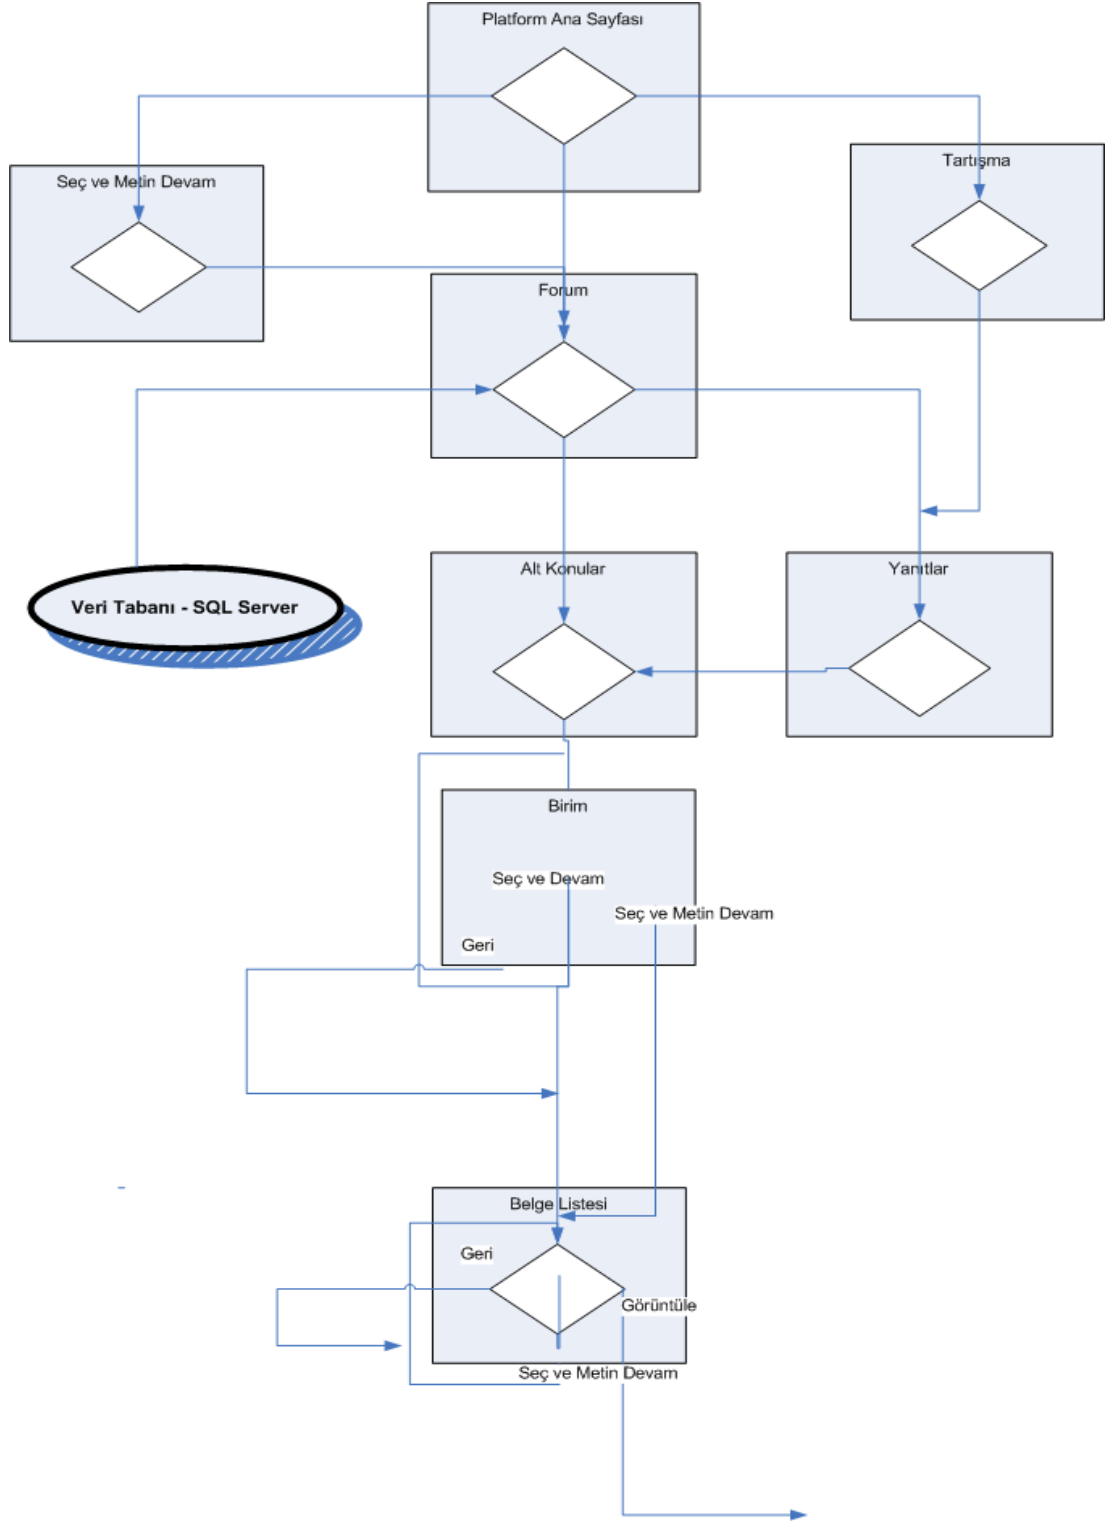 Platform Ana Sayfası
Seç ve Metin Devam
Tartışma
Forum
Veri Tabanı - SQL Server
Alt Konular
Yanıtlar
Birim
Seç ve Devam
Seç ve Metin Devam
Geri
Belge Listesi
Geri
Görüntüle
Seç ve Metin Devam